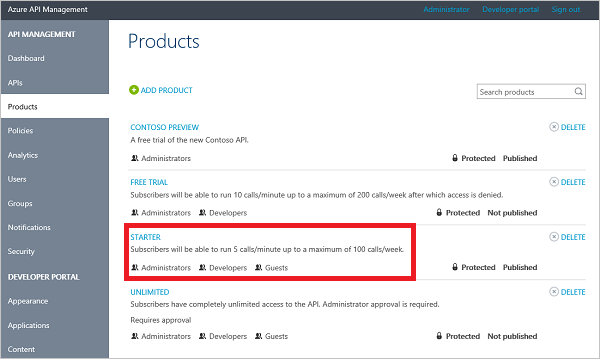 Azure API Management
Administrator Developer portal Sign out
API MANAGEMENT
Dashboard
APIs
Products
Policies
Analytics
Users
Groups
Notifications
Security
DEVELOPER PORTAL
Appearance
Applications
Content
Products
ADD PRODUCT
Search products
CONTOSO PREVIEW
DELETE
A free trial of the new Contoso API.
Administrators
Protected Published
FREE TRIAL
DELETE
Subscribers will be able to run 10 calls/minute up to a maximum of 200 calls/week after which access is denied.
Administrators Developers
Protected Not published
STARTER
DELETE
Subscribers will be able to run 5 calls/minute up to a maximum of 100 calls/week.
Administrators Developers Guests
Protected Published
UNLIMITED
DELETE
Subscribers have completely unlimited access to the API. Administrator approval is required.
Requires approval
Administrators Developers Guests
Protected Not published